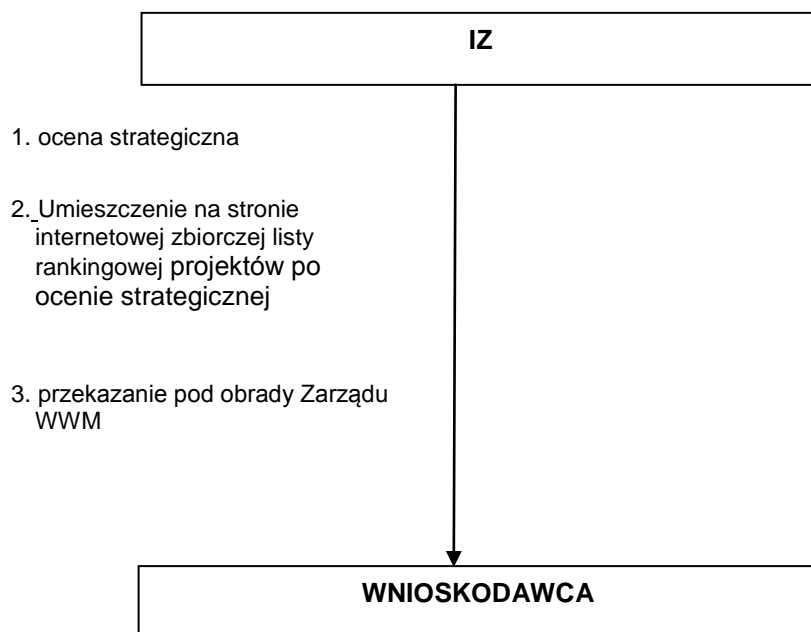 IZ
1. ocena strategiczna
2. Umieszczenie na stronie
internetowej zbiorczej listy
rankingowej projektów po
ocenie strategicznej
3. przekazanie pod obrady Zarządu
WWM
WNIOSKODAWCA